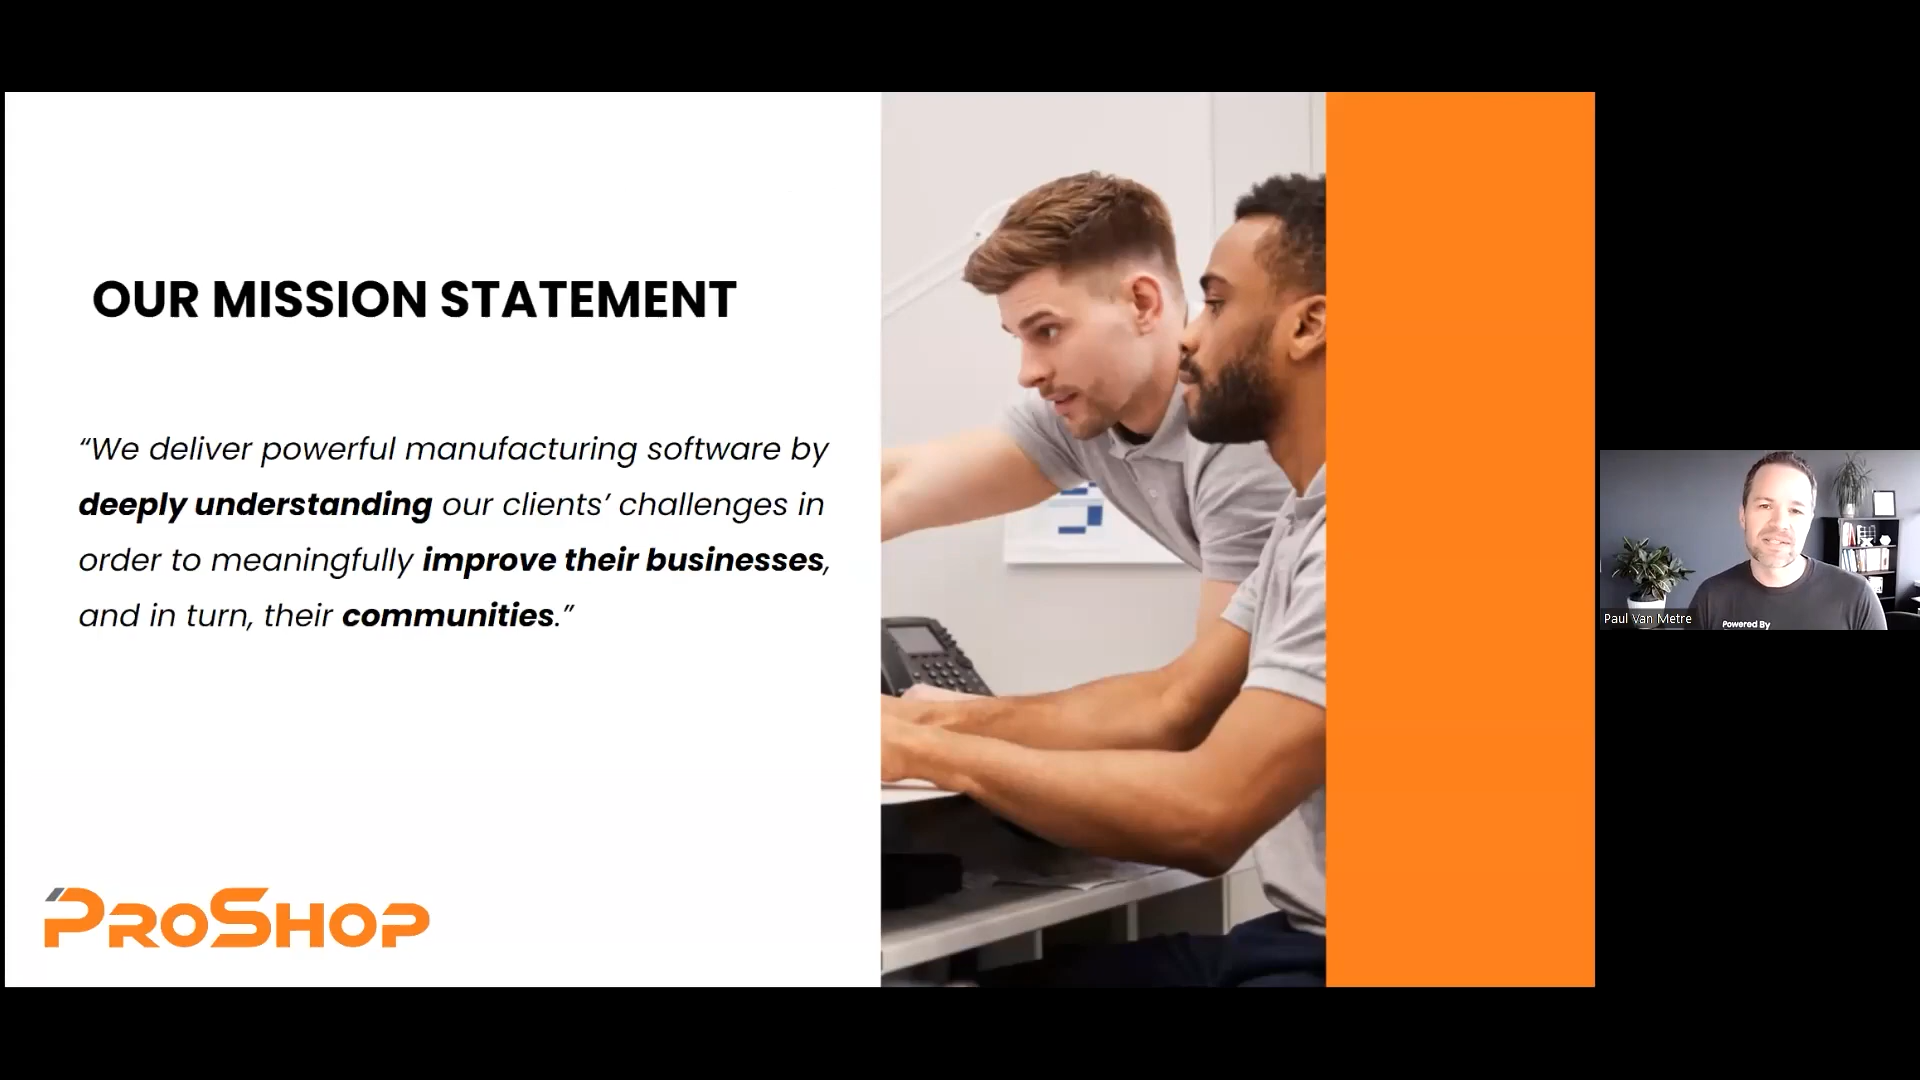 OUR MISSION STATEMENT
“We deliver powerful manufacturing software by
deeply understanding our clients’ challenges in
order to meaningfully improve their businesses,
and in turn, their communities.”
PROSHOP
Paul Van Metre
Powered By